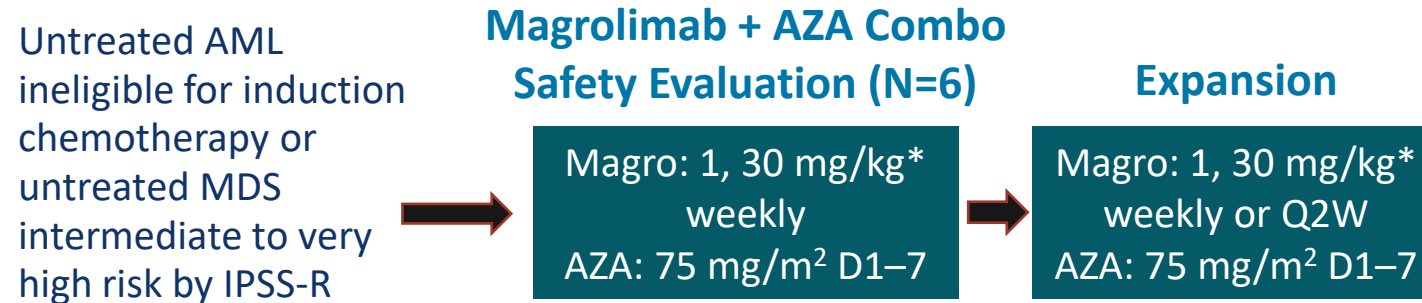 Untreated AML
ineligible for induction
chemotherapy or
untreated MDS
intermediate to very
high risk by IPSS-R
Magrolimab + AZA Combo
Safety Evaluation (N=6)
Magro: 1, 30 mg/kg*
weekly
AZA: 75 mg/m² D1–7
Expansion
Magro: 1, 30 mg/kg*
weekly or Q2W
AZA: 75 mg/m² D1–7